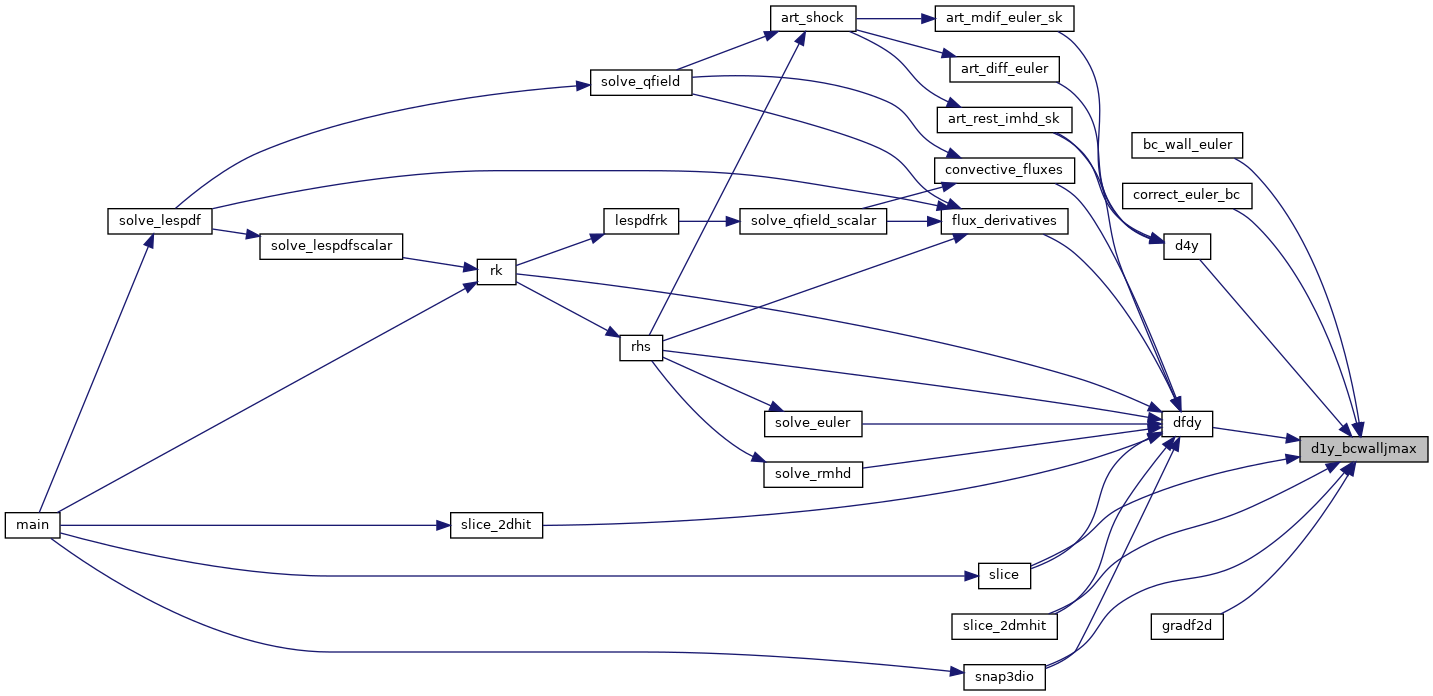 art_shock
art_mdif_euler_sk
art_diff_euler
solve_qfield
art_rest_imhd_sk
bc_wall_euler
convective_fluxes
correct_euler_bc
solve_lespdf
lespdfrk
solve_qfield_scalar
flux_derivatives
solve_lespdfscalar
d4y
rk
rhs
solve_euler
dfdy
d1y_bcwalljmax
solve_rmhd
main
slice_2dhit
slice
slice_2dmhit
gradf2d
snap3dio